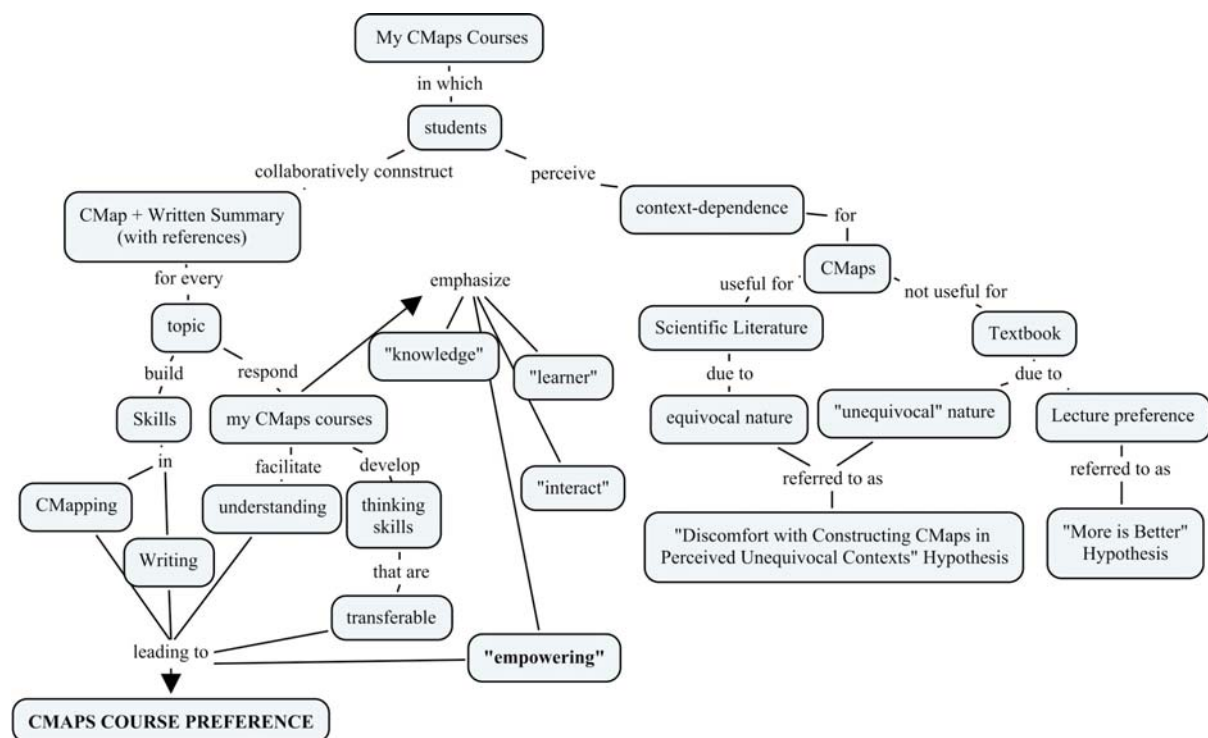 My CMaps Courses
in which
students
collaboratively connstruct
perceive
CMap + Written Summary
(with references)
context-dependence
for
CMaps
for every
emphasize
useful for
not useful for
topic
"knowledge"
"learner"
Scientific Literature
Textbook
build
respond
due to
due to
Skills
my CMaps courses
equivocal nature
"unequivocal" nature
Lecture preference
in
facilitate
develop
"interact"
referred to as
referred to as
CMapping
understanding
thinking
skills
Writing
"Discomfort with Constructing CMaps in
Perceived Unequivocal Contexts" Hypothesis
"More is Better"
Hypothesis
that are
transferable
leading to
"empowering"
CMAPS COURSE PREFERENCE